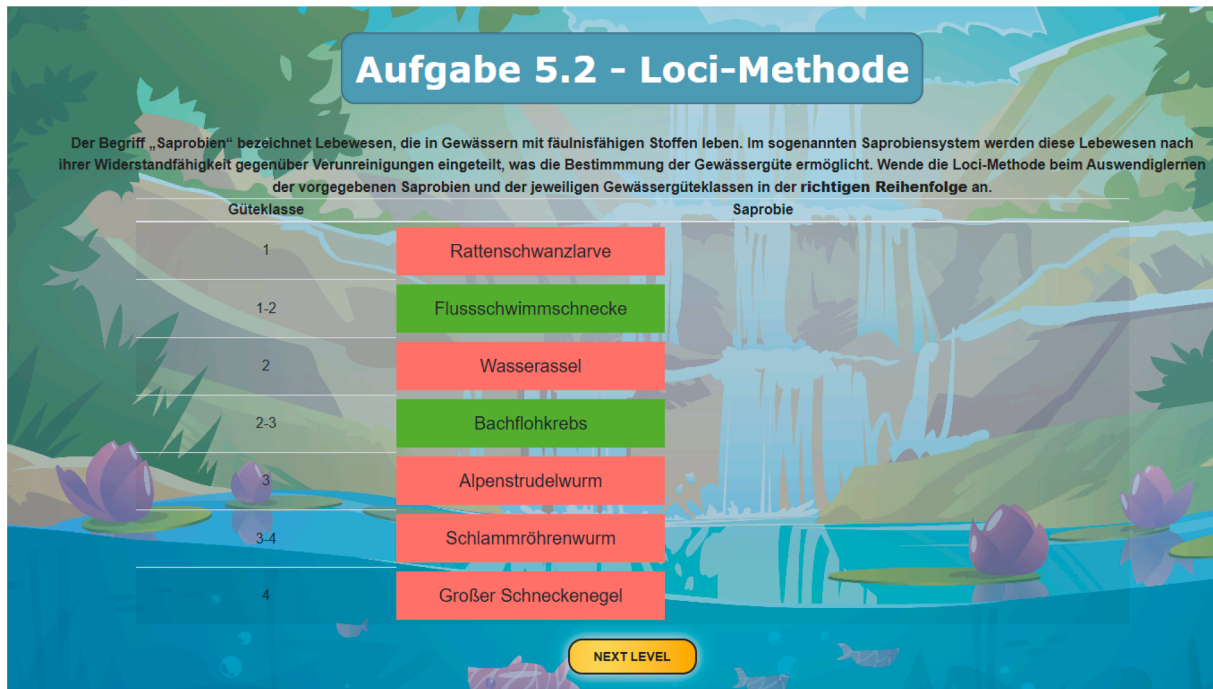 Aufgabe 5.2 - Loci-Methode
Der Begriff „Saprobien“ bezeichnet Lebewesen, die in Gewässern mit fäulnisfähigen Stoffen leben. Im sogenannten Saprobiensystem werden diese Lebewesen nach
ihrer Widerstandfähigkeit gegenüber Verunreinigungen eingeteilt, was die Bestimmmung der Gewässergüte ermöglicht. Wende die Loci-Methode beim Auswendiglernen
der vorgegebenen Saprobien und der jeweiligen Gewässergüteklassen in der richtigen Reihenfolge an.
Güteklasse Saprobie
1 Rattenschwanzlarve
1-2 Flussschwimmschnecke
2 Wasserassel
2-3 Bachflohkrebs
3 Alpenstrudelwurm
3-4 Schlammröhrenwurm
4 Großer Schneckenegel
NEXT LEVEL